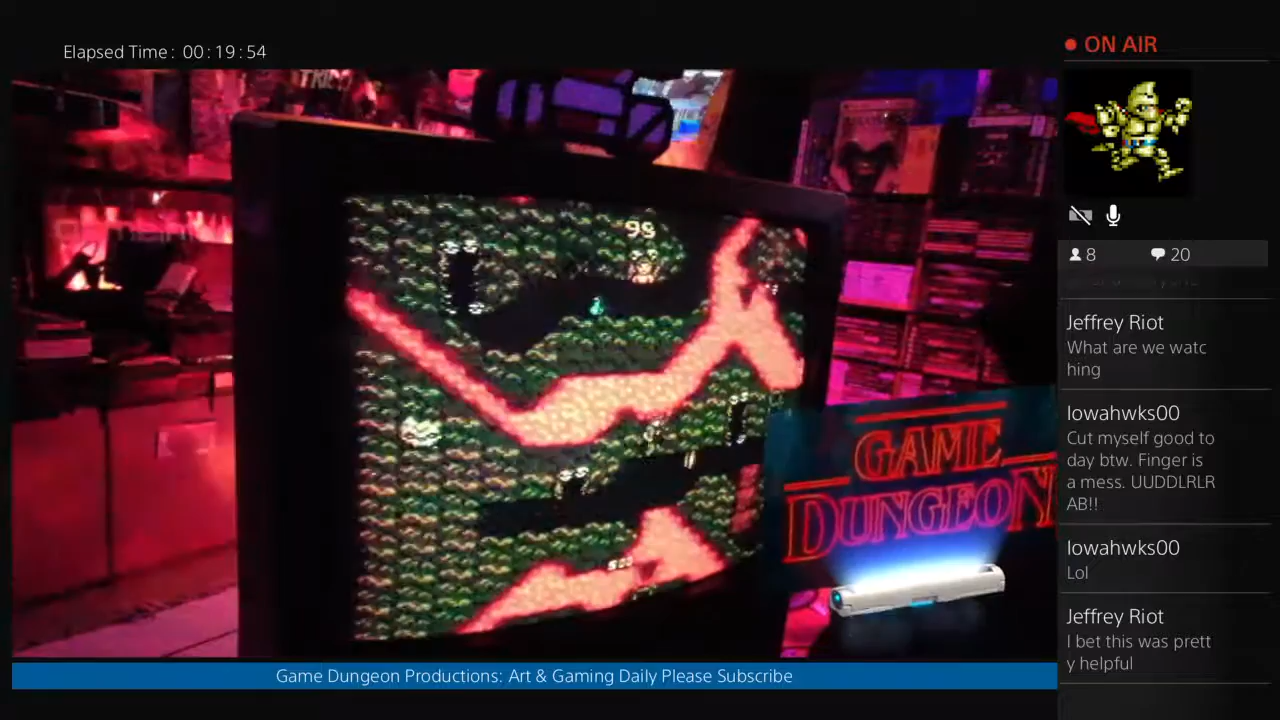 Elapsed Time: 00:19:54
ON AIR
8 20
Jeffrey Riot
What are we watc
hing
Iowahwks00
Cut myself good to
day btw. Finger is
a mess. UUDDLRLR
AB!!
Iowahwks00
Lol
Jeffrey Riot
I bet this was prett
y helpful
99
500
GAME
DUNGEON
Game Dungeon Productions: Art & Gaming Daily Please Subscribe